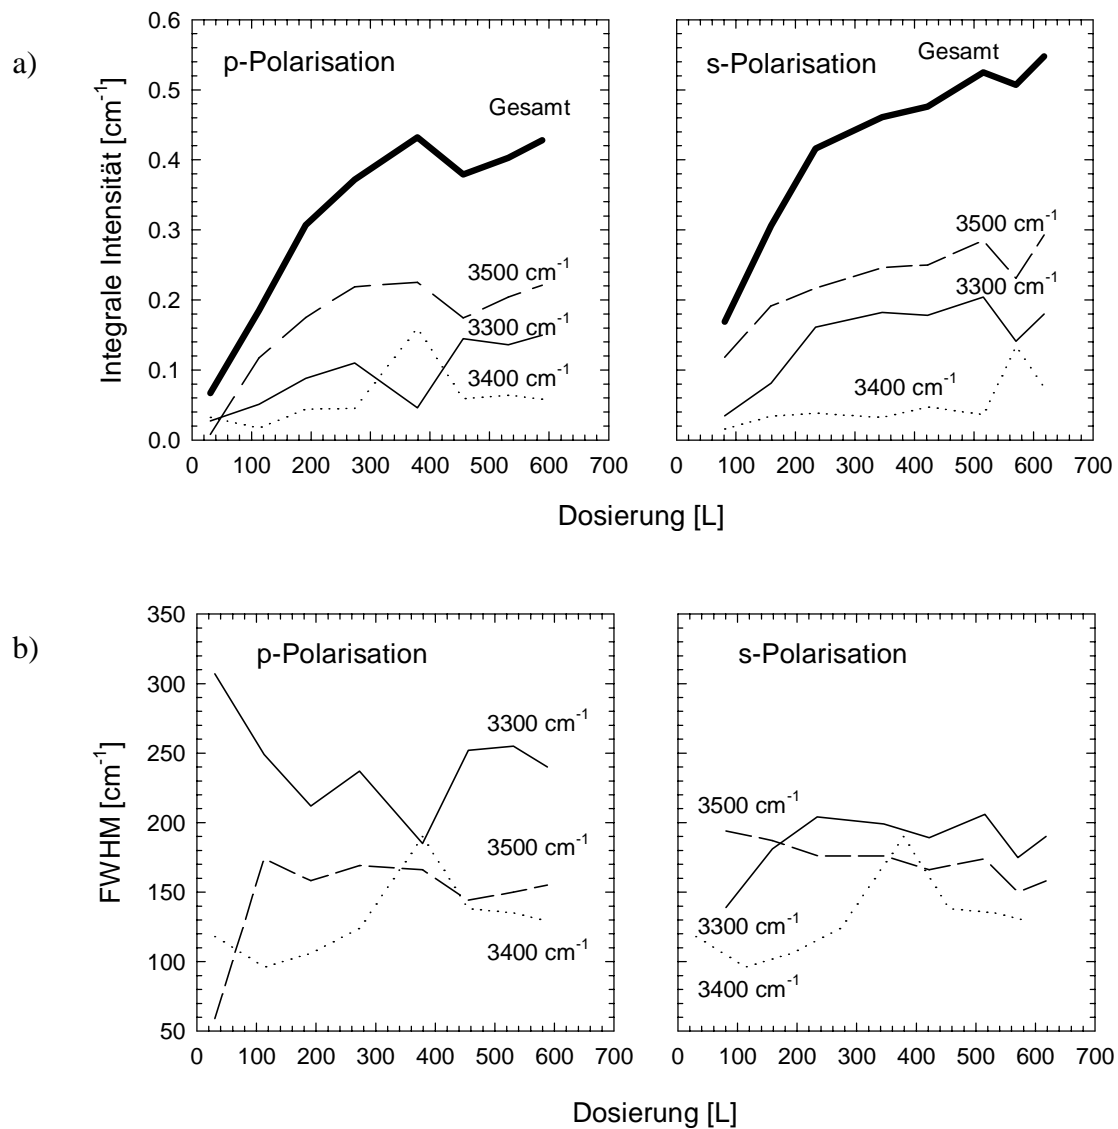 a)
p-Polarisation
s-Polarisation
Gesamt
Gesamt
3500 cm⁻¹
3300 cm⁻¹
3400 cm⁻¹
3500 cm⁻¹
3300 cm⁻¹
3400 cm⁻¹
Integrale Intensität [cm⁻¹]
0.6
0.5
0.4
0.3
0.2
0.1
0.0
0 100 200 300 400 500 600 700
0 100 200 300 400 500 600 700
Dosierung [L]
b)
p-Polarisation
s-Polarisation
3300 cm⁻¹
3500 cm⁻¹
3400 cm⁻¹
3500 cm⁻¹
3300 cm⁻¹
3400 cm⁻¹
FWHM [cm⁻¹]
350
300
250
200
150
100
50
0 100 200 300 400 500 600 700
0 100 200 300 400 500 600 700
Dosierung [L]